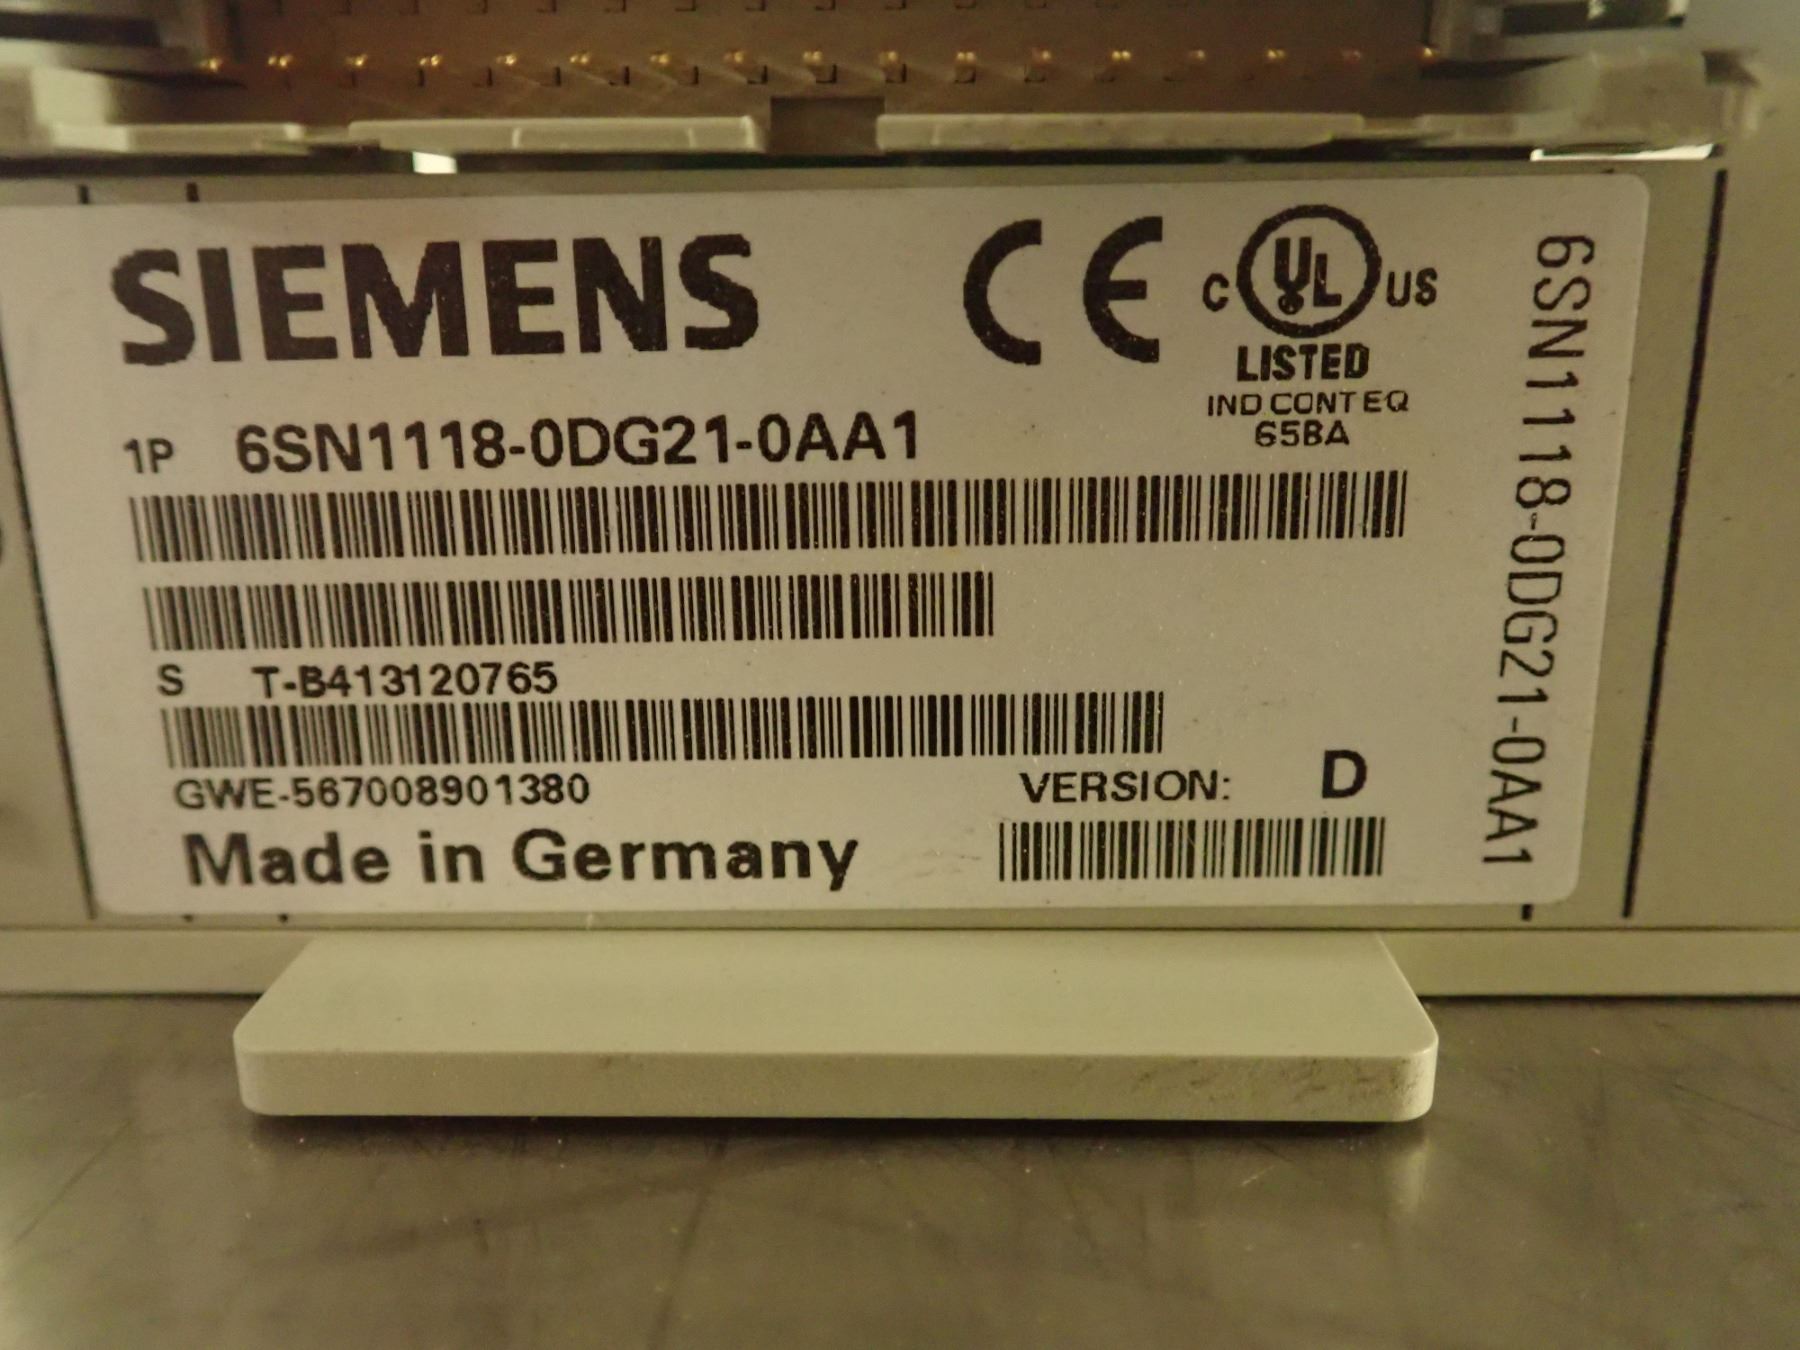 SIEMENS
CE
C UL US
LISTED
IND CONT EQ
65BA
1P 6SN1118-0DG21-0AA1
S T-B413120765
GWE-567008901380
VERSION: D
Made in Germany
6SN1118-0DG21-0AA1